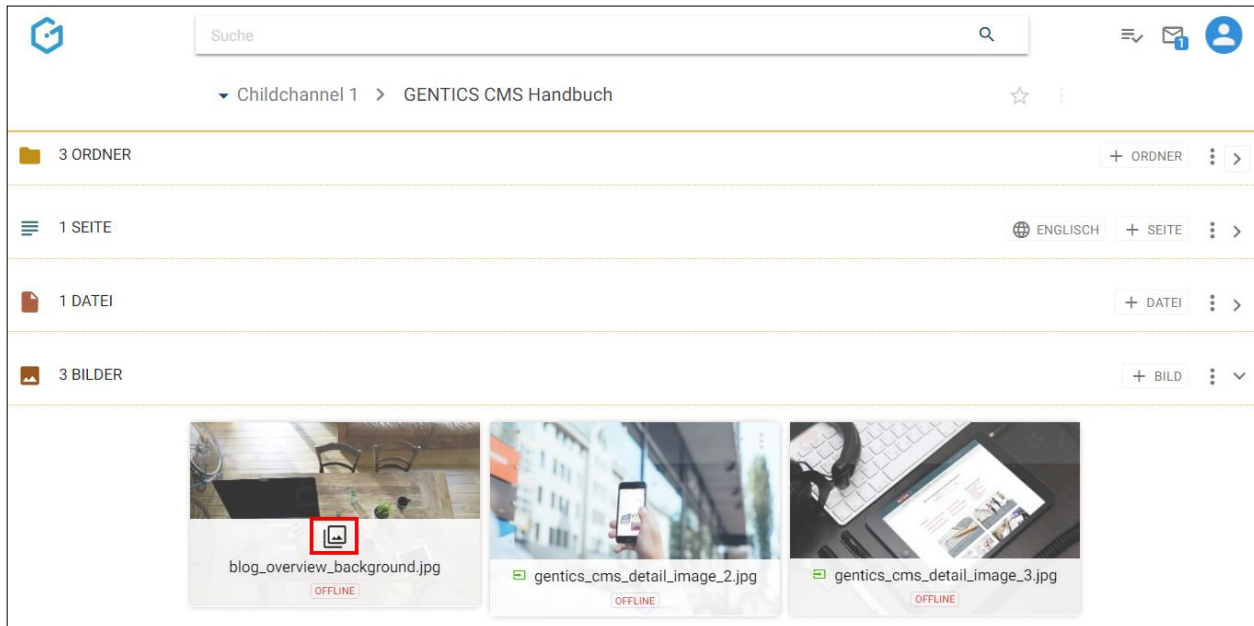 Suche
1
Childchannel 1 > GENTICS CMS Handbuch
3 ORDNER
+ ORDNER
1 SEITE
ENGLISCH
+ SEITE
1 DATEI
+ DATEI
3 BILDER
+ BILD
blog_overview_background.jpg
OFFLINE
gentics_cms_detail_image_2.jpg
OFFLINE
gentics_cms_detail_image_3.jpg
OFFLINE